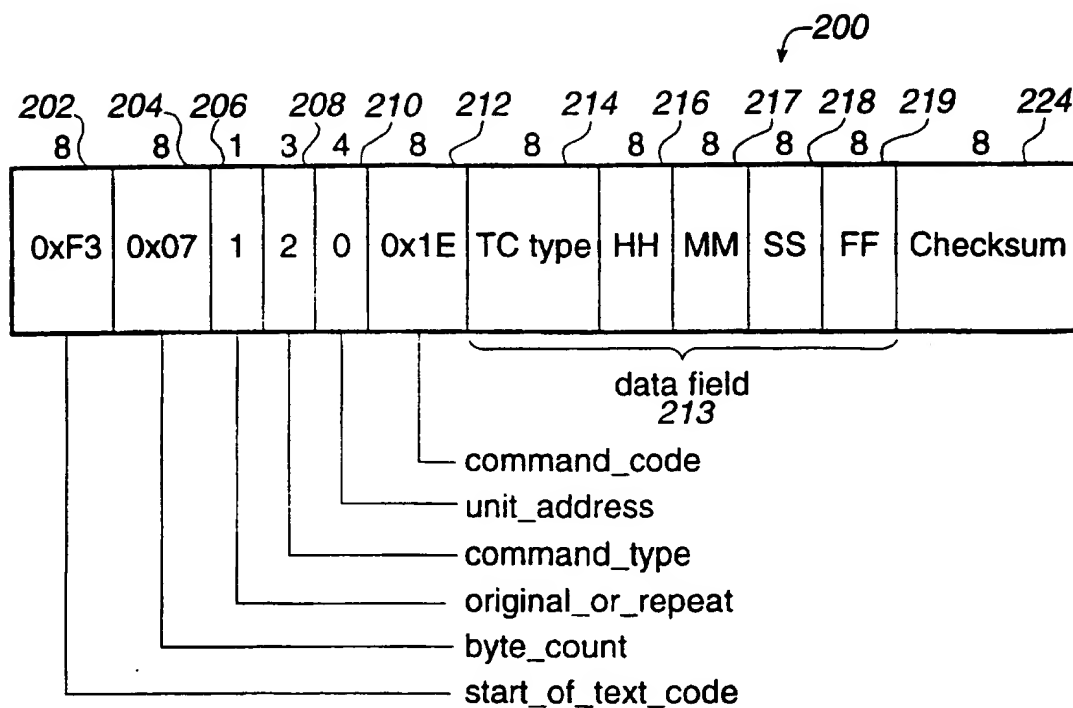 200
202 204 206 208 210 212 214 216 217 218 219 224
8 8 1 3 4 8 8 8 8 8 8 8
0xF3 0x07 1 2 0 0x1E TC type HH MM SS FF Checksum
data field
213
command_code
unit_address
command_type
original_or_repeat
byte_count
start_of_text_code